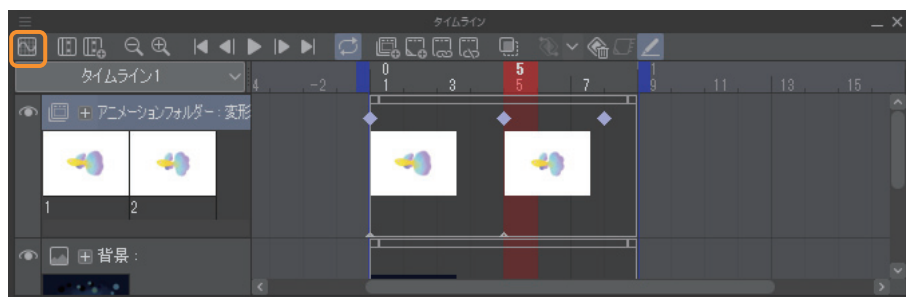 タイムライン
タイムライン1
4 -2 0 1 3 5 5 7 1 9 11 13 15
アニメーションフォルダー : 変形
1 2
背景 :